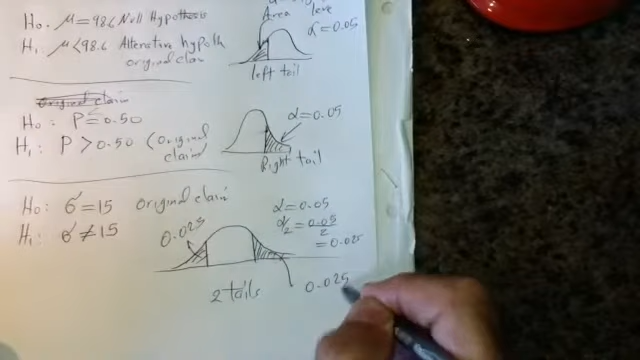 H₀. μ=98.6 Null Hypothesis
H₁ μ<98.6 Alternative hypoth
original claim
Area leve
α=0.05
left tail
Original claim
H₀: P=0.50
H₁: P>0.50 (Original
claim
α=0.05
Right tail
H₀: σ=15 Original claim
H₁: σ≠15
0.025
α=0.05
α/2=0.05/2
=0.025
2 tails
0.025